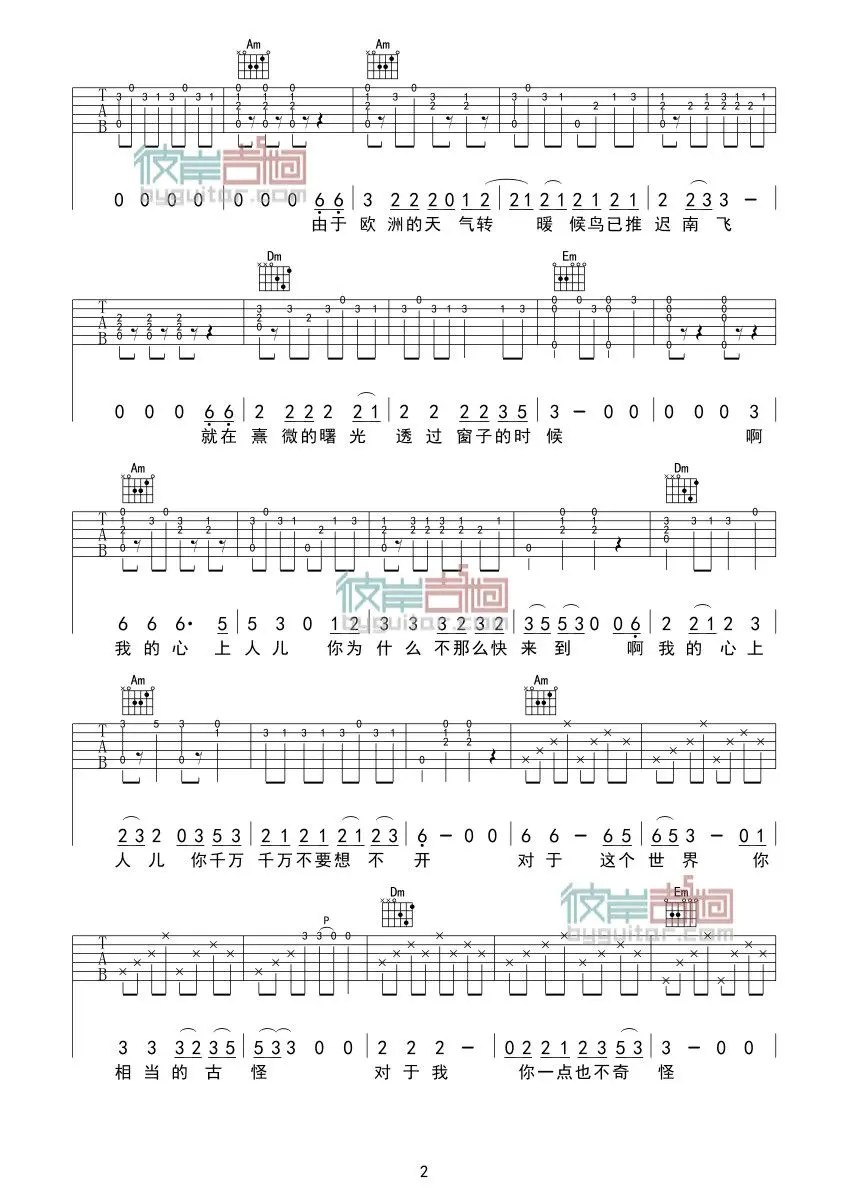 Am Am
彼岸吉他
byguitar.com
0 0 0 0 0 0 0 6 6 3 2 2 2 0 1 2 2 1 2 1 2 1 2 1 2 2 3 3 –
由于 欧 洲的天 气转 暖 候鸟已推 迟 南 飞
Dm Em
0 0 0 6 6 2 2 2 2 2 1 2 2 2 2 3 5 3 – 0 0 0 0 0 3
就在 熹 微的曙 光 透 过 窗子的时 候 啊
Am Dm
彼岸吉他
byguitar.com
6 6 6· 5 5 3 0 1 2 3 3 3 2 3 2 3 5 5 3 0 0 6 2 2 1 2 3
我 的 心 上 人 儿 你为 什 么 不那么快 来 到 啊 我 的 心 上
Am Am
2 3 2 0 3 5 3 2 1 2 1 2 1 2 3 6 – 0 0 6 6 – 6 5 6 5 3 – 0 1
人 儿 你千万 千万不要想 不 开 对 于 这 个 世 界 你
彼岸吉他
byguitar.com
Dm Em
P
3 3 3 2 3 5 5 3 3 0 0 2 2 2 – 0 2 2 1 2 3 5 3 3 – 0 0
相 当 的 古 怪 对 于 我 你一点也不奇 怪
2